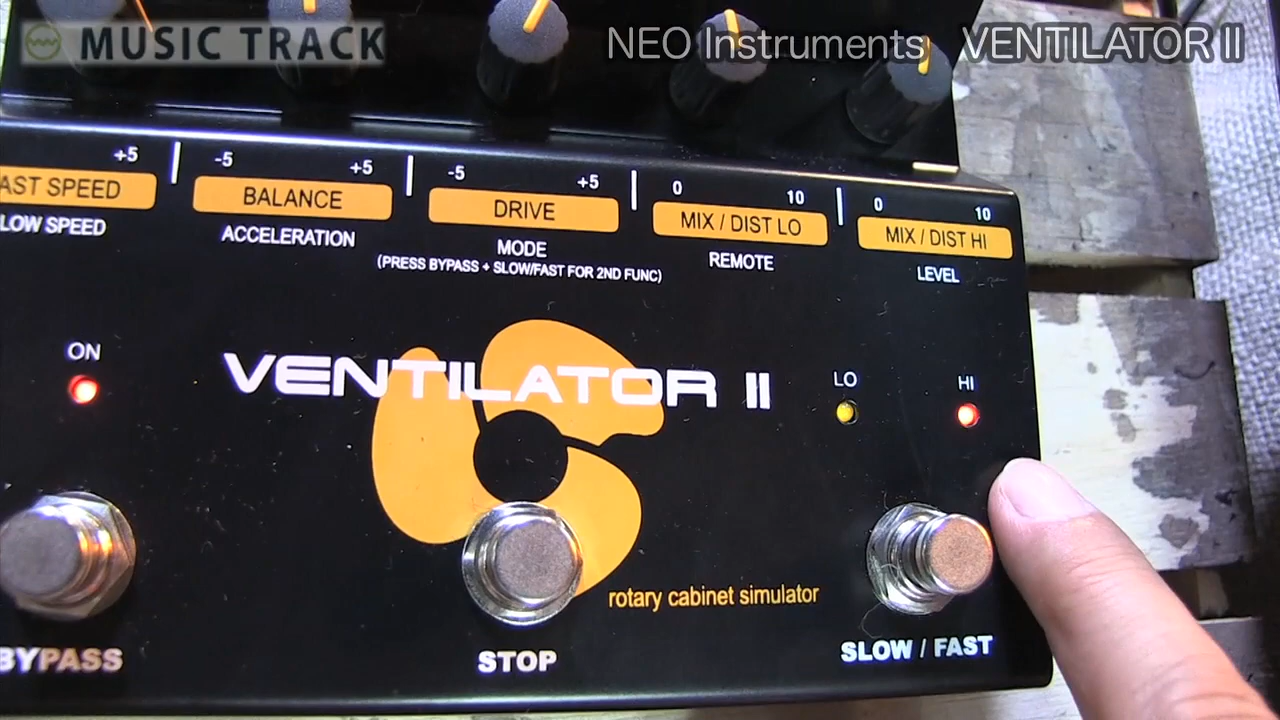 MUSIC TRACK
NEO Instruments VENTILATOR II
+5 -5 +5 -5 +5 0 10 0 10
AST SPEED BALANCE DRIVE MIX / DIST LO MIX / DIST HI
LOW SPEED ACCELERATION MODE REMOTE LEVEL
(PRESS BYPASS + SLOW/FAST FOR 2ND FUNC)
ON LO HI
VENTILATOR II
rotary cabinet simulator
BYPASS STOP SLOW / FAST